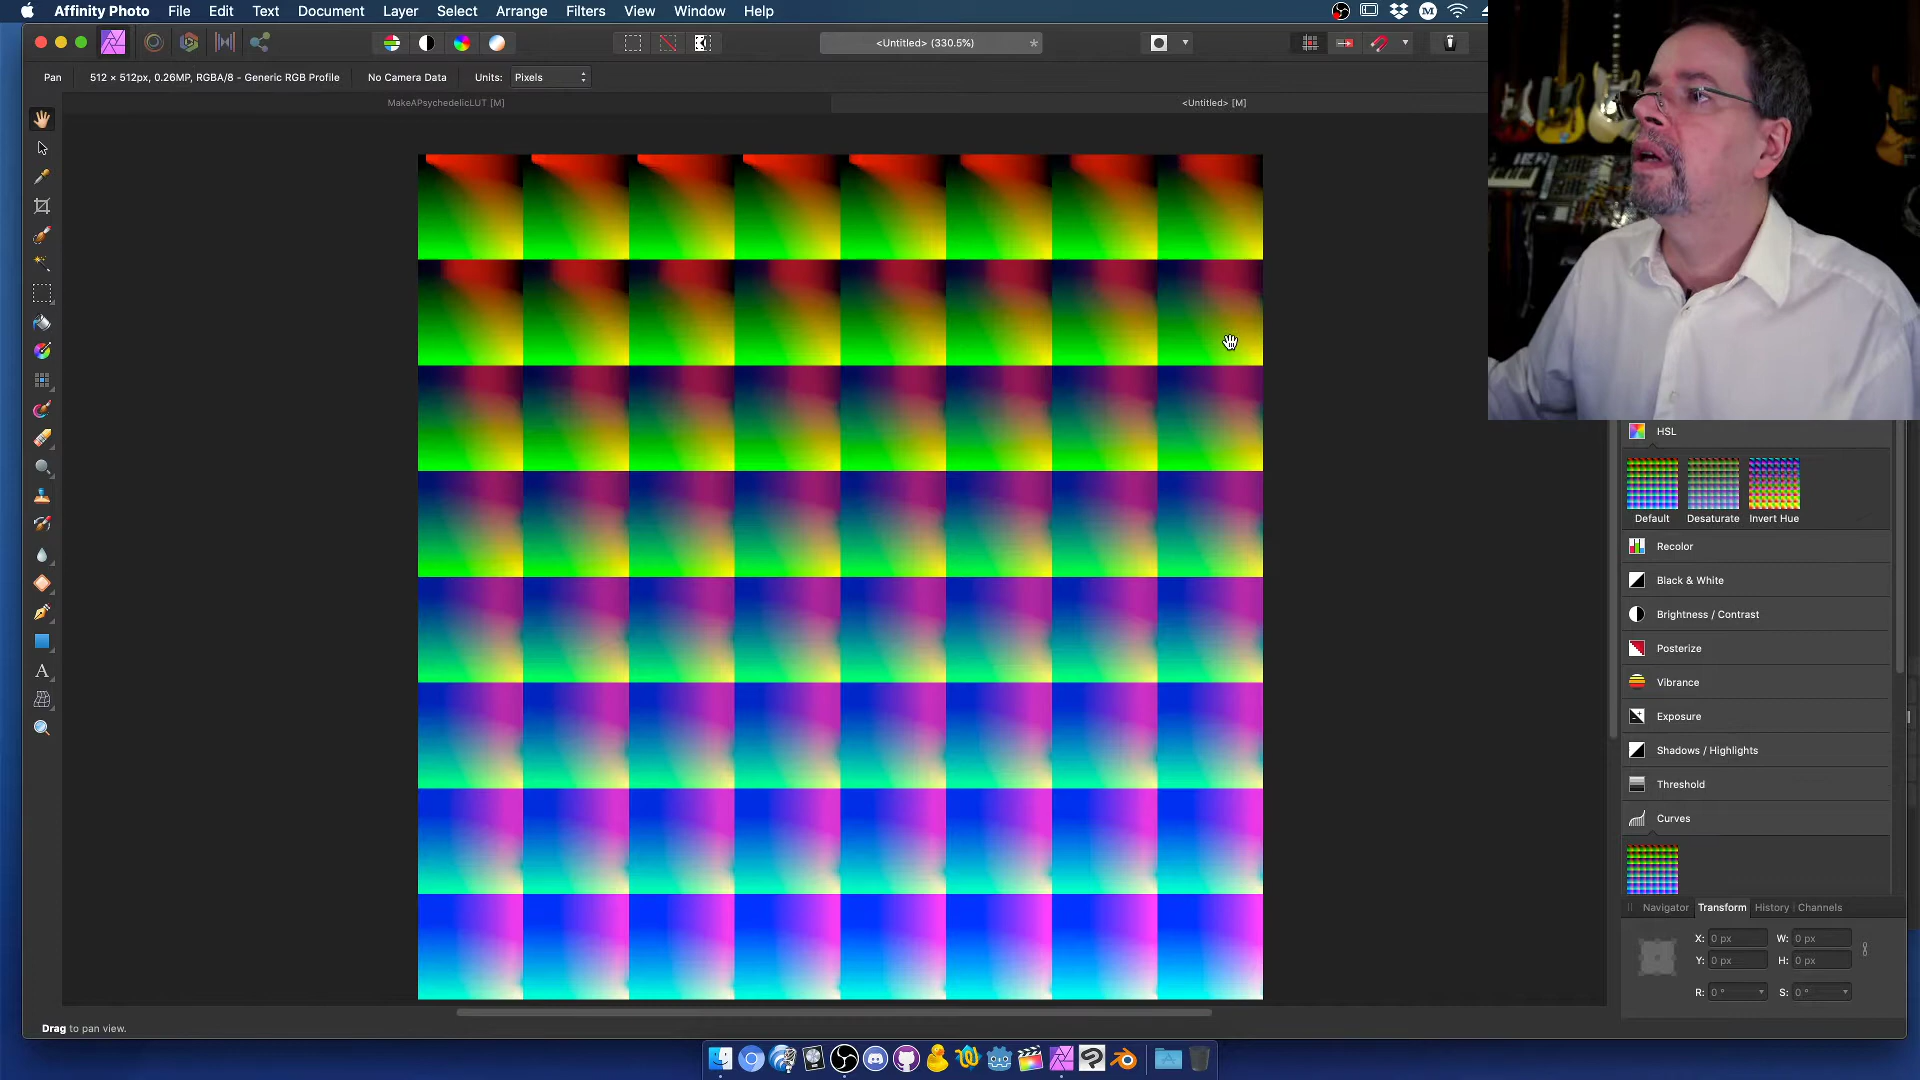 Affinity Photo File Edit Text Document Layer Select Arrange Filters View Window Help
<Untitled> (330.5%) *
Pan 512 × 512px, 0.26MP, RGBA/8 - Generic RGB Profile No Camera Data Units: Pixels
MakeAPsychedelicLUT [M] <Untitled> [M]
HSL
Default Desaturate Invert Hue
Recolor
Black & White
Brightness / Contrast
Posterize
Vibrance
Exposure
Shadows / Highlights
Threshold
Curves
Navigator Transform History Channels
X: 0 px W: 0 px
Y: 0 px H: 0 px
R: 0 ° S: 0 °
Drag to pan view.